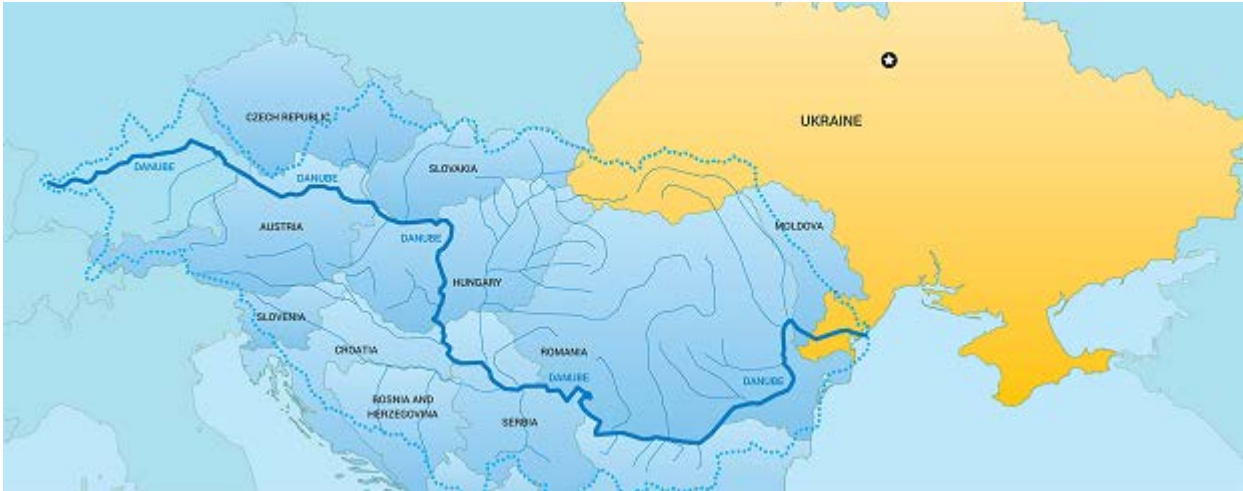 CZECH REPUBLIC
UKRAINE
DANUBE
DANUBE
SLOVAKIA
AUSTRIA
MOLDOVA
DANUBE
HUNGARY
SLOVENIA
CROATIA
ROMANIA
DANUBE
DANUBE
BOSNIA AND
HERZEGOVINA
SERBIA